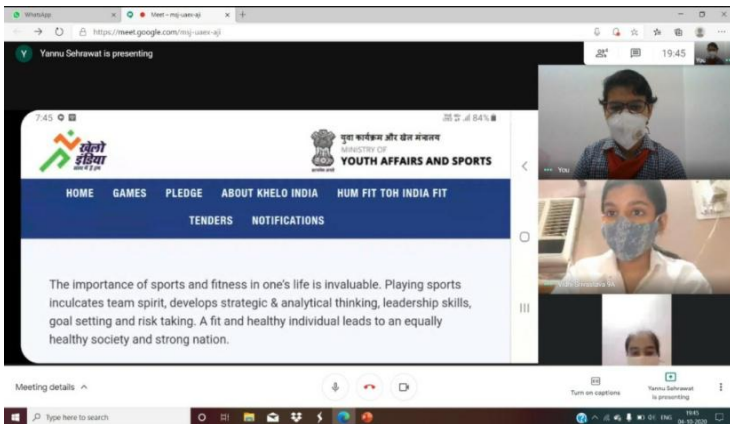 WhatsApp
Meet - msj-uaex-aji
https://meet.google.com/msj-uaex-aji
Y Yannu Sehrawat is presenting
19:45
You
7:45
84%
खेलो
इंडिया
युवा कार्यक्रम और खेल मंत्रालय
MINISTRY OF
YOUTH AFFAIRS AND SPORTS
HOME GAMES PLEDGE ABOUT KHELO INDIA HUM FIT TOH INDIA FIT
TENDERS NOTIFICATIONS
You
The importance of sports and fitness in one's life is invaluable. Playing sports
inculcates team spirit, develops strategic & analytical thinking, leadership skills,
goal setting and risk taking. A fit and healthy individual leads to an equally
healthy society and strong nation.
Meeting details
Turn on captions
Yannu Sehrawat
is presenting
Type here to search
ENG
19:45
04-10-2020